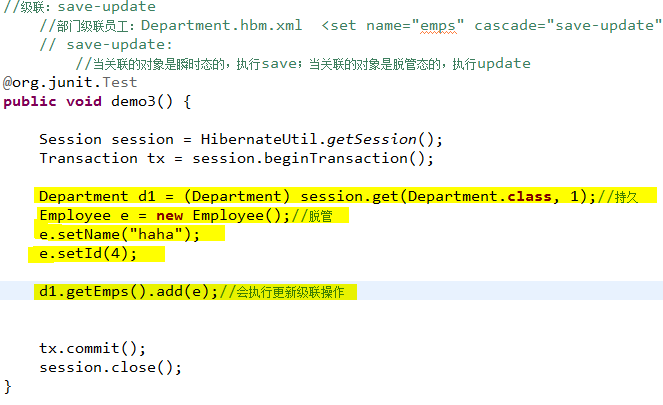 //级联：save-update
//部门级联员工：Department.hbm.xml  <set name="emps" cascade="save-update"
// save-update:
//当关联的对象是瞬时态的，执行save；当关联的对象是脱管态的，执行update
@org.junit.Test
public void demo3() {
Session session = HibernateUtil.getSession();
Transaction tx = session.beginTransaction();
Department d1 = (Department) session.get(Department.class, 1);//持久
Employee e = new Employee();//脱管
e.setName("haha");
e.setId(4);
d1.getEmps().add(e);//会执行更新级联操作
tx.commit();
session.close();
}